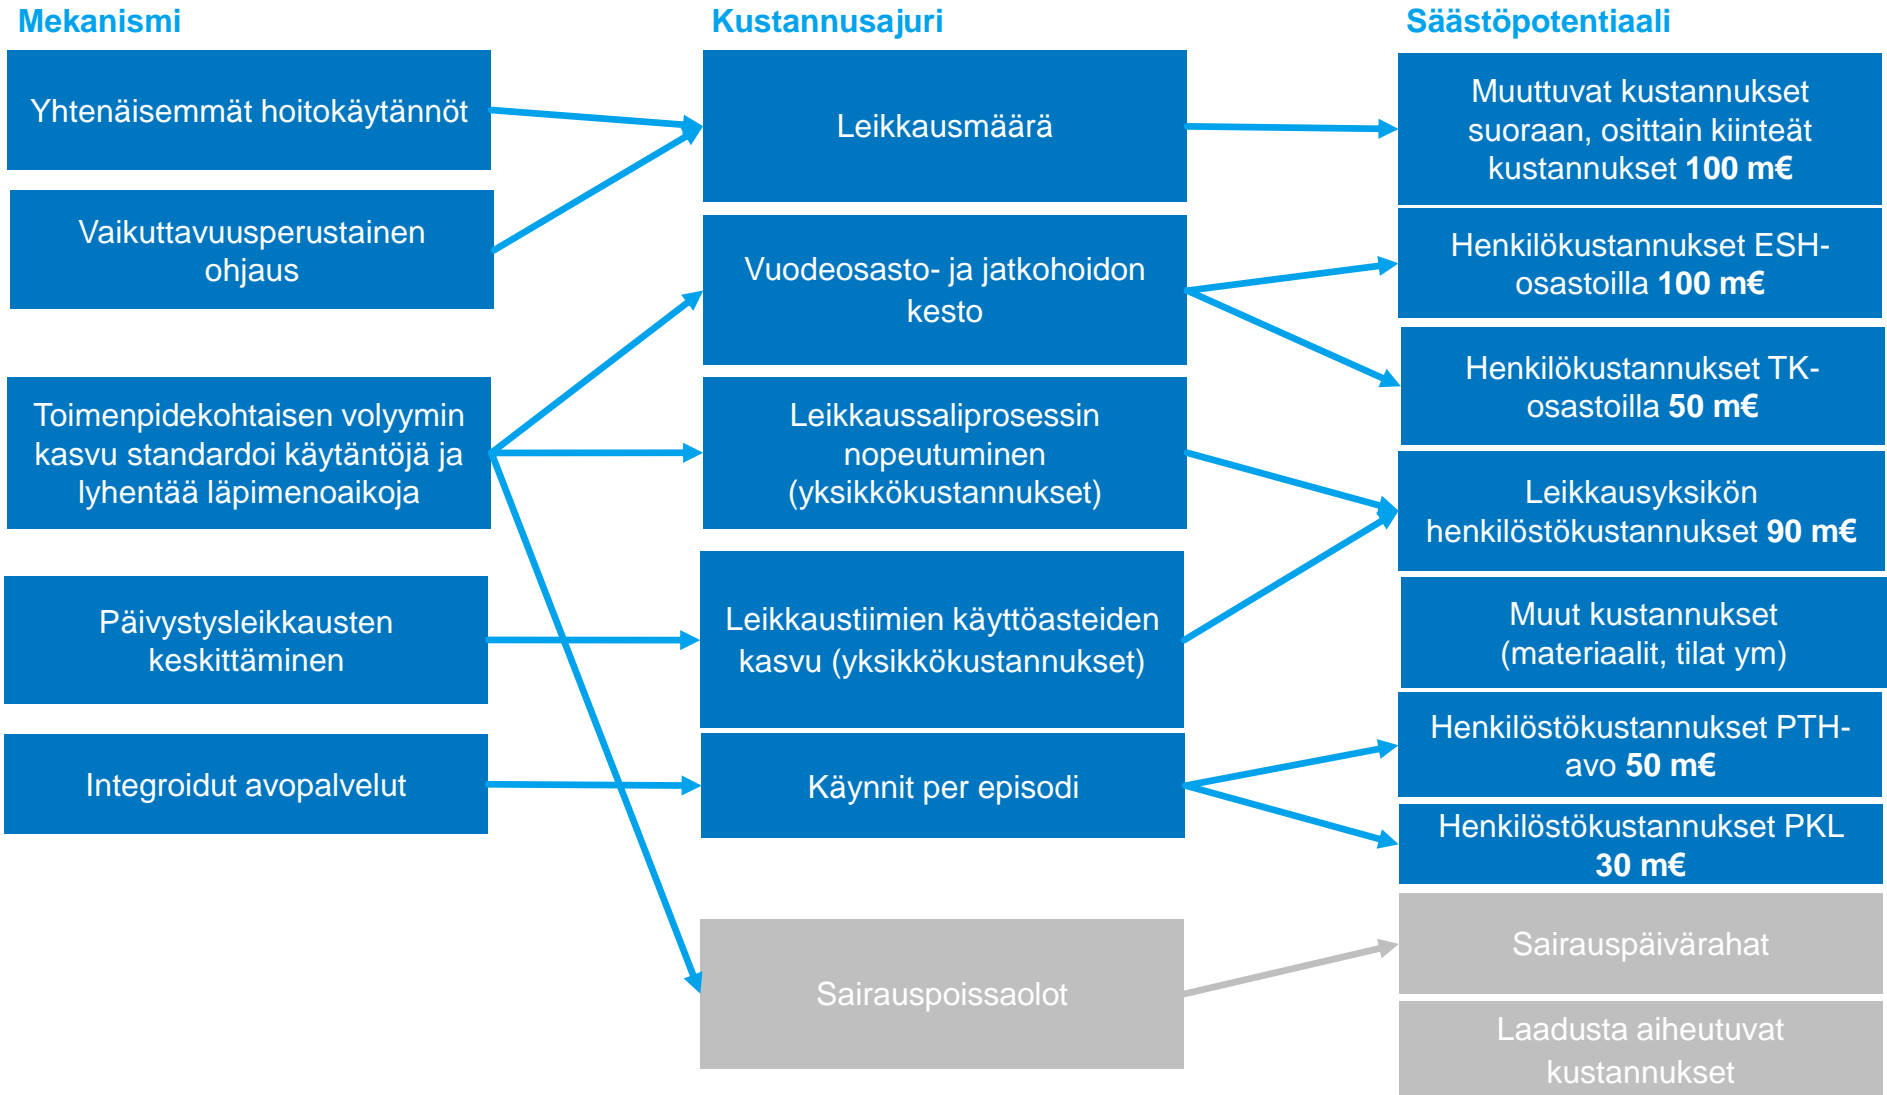 Mekanismi
Yhtenäisemmät hoitokäytännöt
Vaikuttavuusperustainen
ohjaus
Toimenpidekohtaisen volyymin
kasvu standardoi käytäntöjä ja
lyhentää läpimenoaikoja
Päivystysleikkausten
keskittäminen
Integroidut avopalvelut
Kustannusajuri
Leikkausmäärä
Vuodeosasto- ja jatkohoidon
kesto
Leikkaussaliprosessin
nopeutuminen
(yksikkökustannukset)
Leikkaustiimien käyttöasteiden
kasvu (yksikkökustannukset)
Käynnit per episodi
Sairauspoissaolot
Säästöpotentiaali
Muuttuvat kustannukset
suoraan, osittain kiinteät
kustannukset 100 m€
Henkilökustannukset ESH-
osastoilla 100 m€
Henkilökustannukset TK-
osastoilla 50 m€
Leikkausyksikön
henkilöstökustannukset 90 m€
Muut kustannukset
(materiaalit, tilat ym)
Henkilöstökustannukset PTH-
avo 50 m€
Henkilöstökustannukset PKL
30 m€
Sairauspäivärahat
Laadusta aiheutuvat
kustannukset